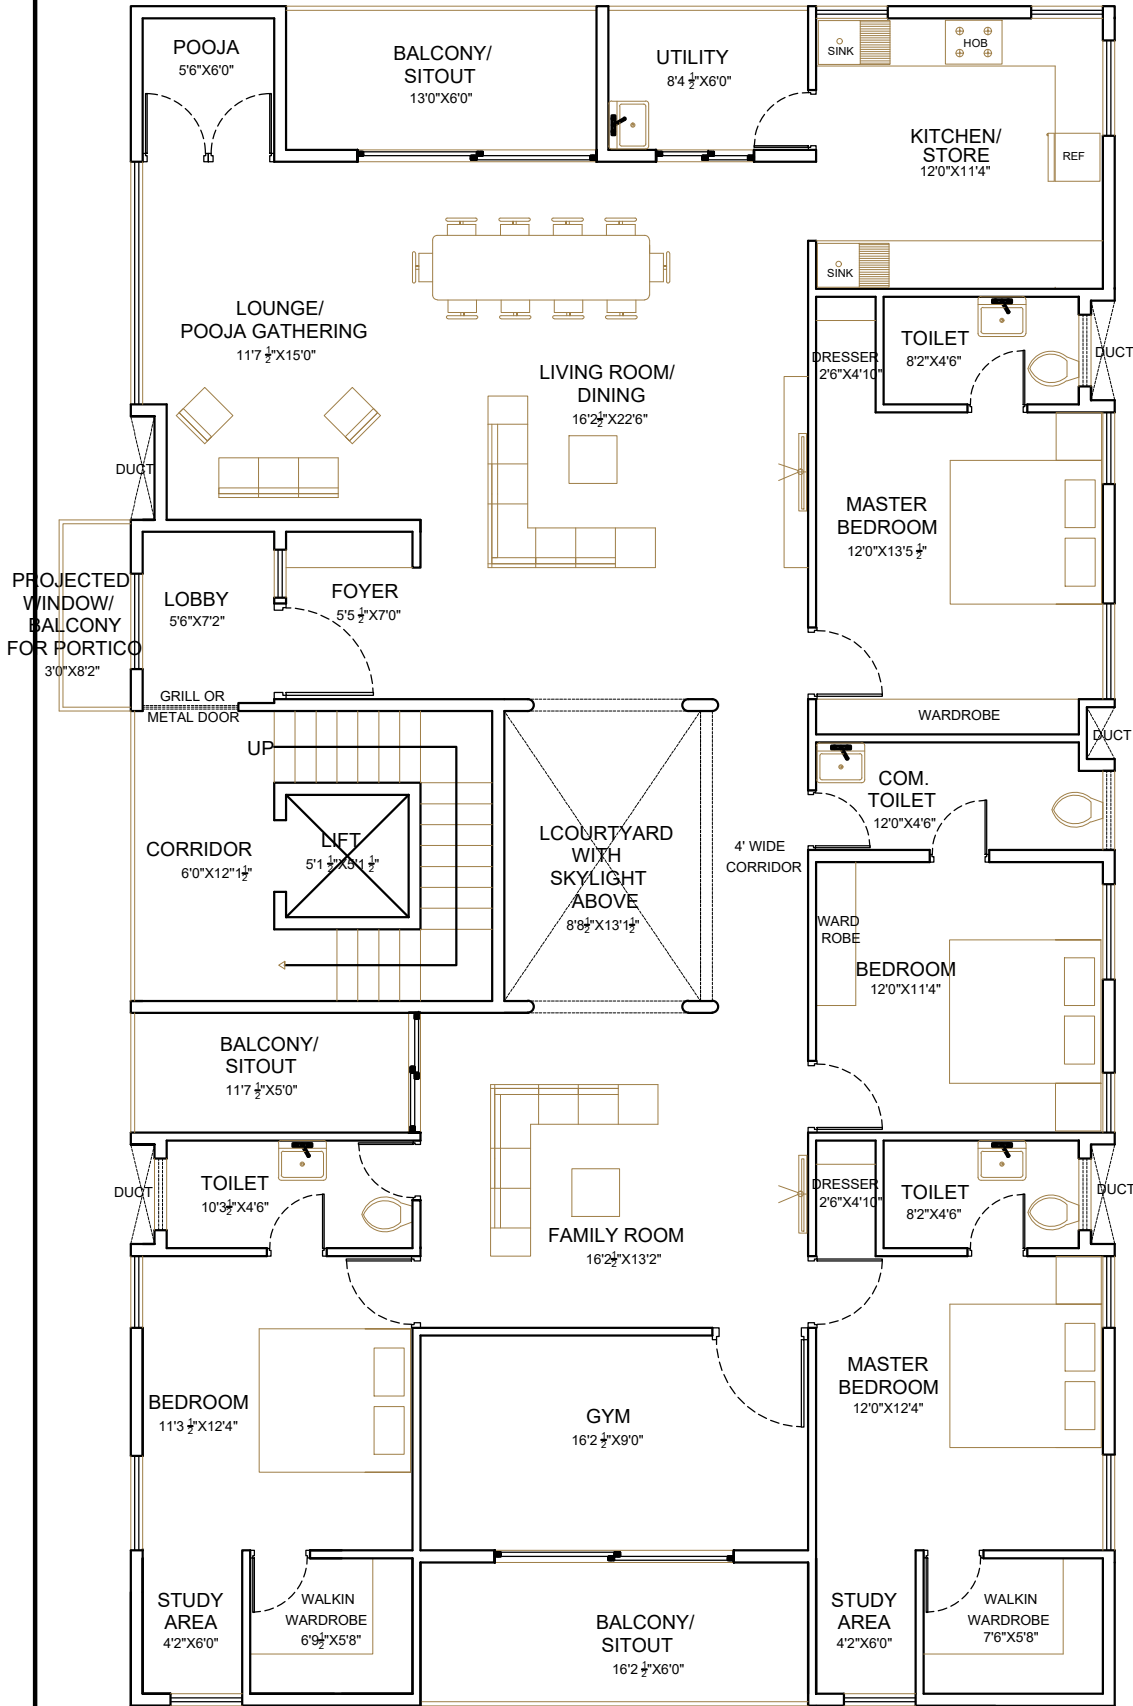 POOJA
5'6"X6'0"
BALCONY/
SITOUT
13'0"X6'0"
UTILITY
8'4 1/2"X6'0"
SINK
HOB
KITCHEN/
STORE
12'0"X11'4"
REF
SINK
LOUNGE/
POOJA GATHERING
11'7 1/2"X15'0"
LIVING ROOM/
DINING
16'2 1/2"X22'6"
DRESSER
2'6"X4'10"
TOILET
8'2"X4'6"
DUCT
DUCT
MASTER
BEDROOM
12'0"X13'5 1/2"
PROJECTED
WINDOW/
BALCONY
FOR PORTICO
3'0"X8'2"
LOBBY
5'6"X7'2"
FOYER
5'5 1/2"X7'0"
GRILL OR
METAL DOOR
WARDROBE
DUCT
UP
COM.
TOILET
12'0"X4'6"
CORRIDOR
6'0"X12"1 1/2"
LIFT
5'1 1/2"X5'1 1/2"
LCOURTYARD
WITH
SKYLIGHT
ABOVE
8'8 1/2"X13'1 1/2"
4' WIDE
CORRIDOR
WARD
ROBE
BEDROOM
12'0"X11'4"
BALCONY/
SITOUT
11'7 1/2"X5'0"
DUCT
TOILET
10'3 1/2"X4'6"
FAMILY ROOM
16'2 1/2"X13'2"
DRESSER
2'6"X4'10"
TOILET
8'2"X4'6"
DUCT
BEDROOM
11'3 1/2"X12'4"
GYM
16'2 1/2"X9'0"
MASTER
BEDROOM
12'0"X12'4"
STUDY
AREA
4'2"X6'0"
WALKIN
WARDROBE
6'9 1/2"X5'8"
BALCONY/
SITOUT
16'2 1/2"X6'0"
STUDY
AREA
4'2"X6'0"
WALKIN
WARDROBE
7'6"X5'8"